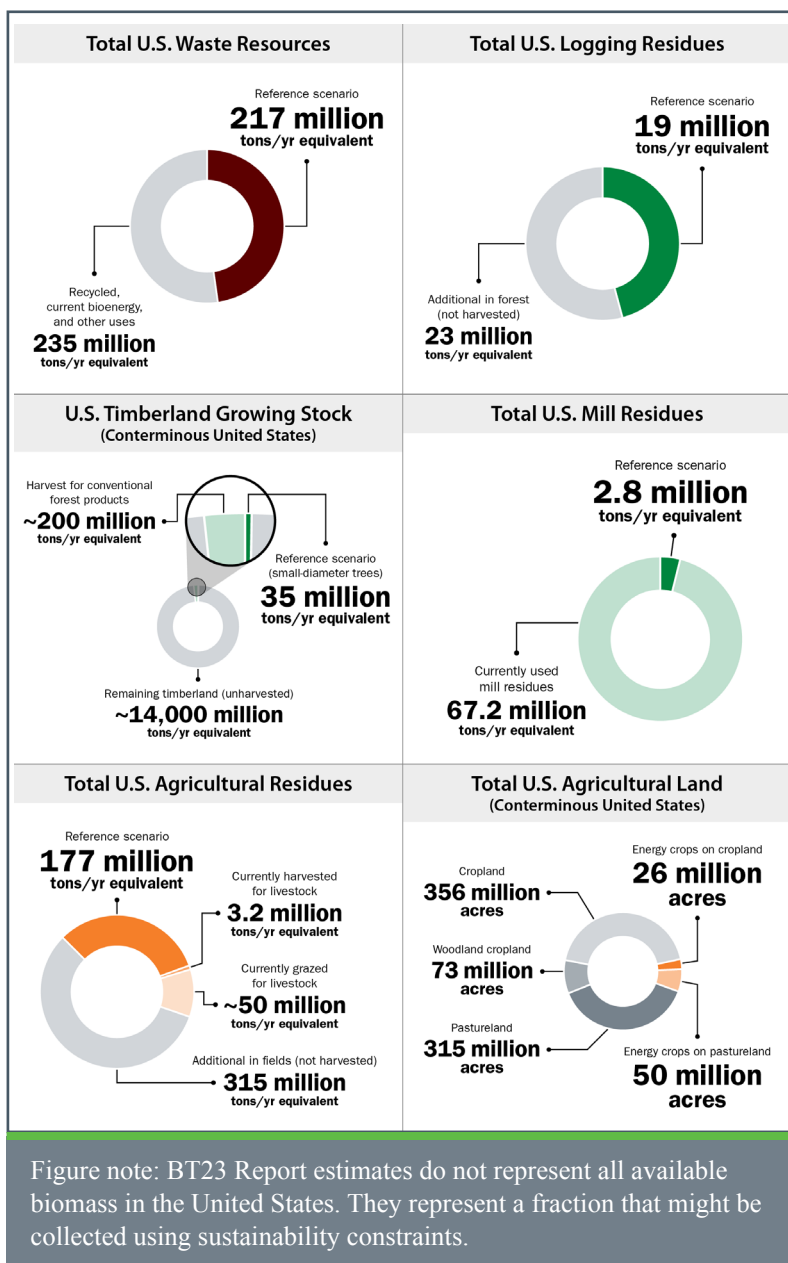 Total U.S. Waste Resources
Reference scenario
217 million
tons/yr equivalent
Recycled,
current bioenergy,
and other uses
235 million
tons/yr equivalent
Total U.S. Logging Residues
Reference scenario
19 million
tons/yr equivalent
Additional in forest
(not harvested)
23 million
tons/yr equivalent
U.S. Timberland Growing Stock
(Conterminous United States)
Harvest for conventional
forest products
~200 million
tons/yr equivalent
Reference scenario
(small-diameter trees)
35 million
tons/yr equivalent
Remaining timberland (unharvested)
~14,000 million
tons/yr equivalent
Total U.S. Mill Residues
Reference scenario
2.8 million
tons/yr equivalent
Currently used
mill residues
67.2 million
tons/yr equivalent
Total U.S. Agricultural Residues
Reference scenario
177 million
tons/yr equivalent
Currently harvested
for livestock
3.2 million
tons/yr equivalent
Currently grazed
for livestock
~50 million
tons/yr equivalent
Additional in fields (not harvested)
315 million
tons/yr equivalent
Total U.S. Agricultural Land
(Conterminous United States)
Energy crops on cropland
26 million
acres
Cropland
356 million
acres
Woodland cropland
73 million
acres
Pastureland
315 million
acres
Energy crops on pastureland
50 million
acres
Figure note: BT23 Report estimates do not represent all available
biomass in the United States. They represent a fraction that might be
collected using sustainability constraints.